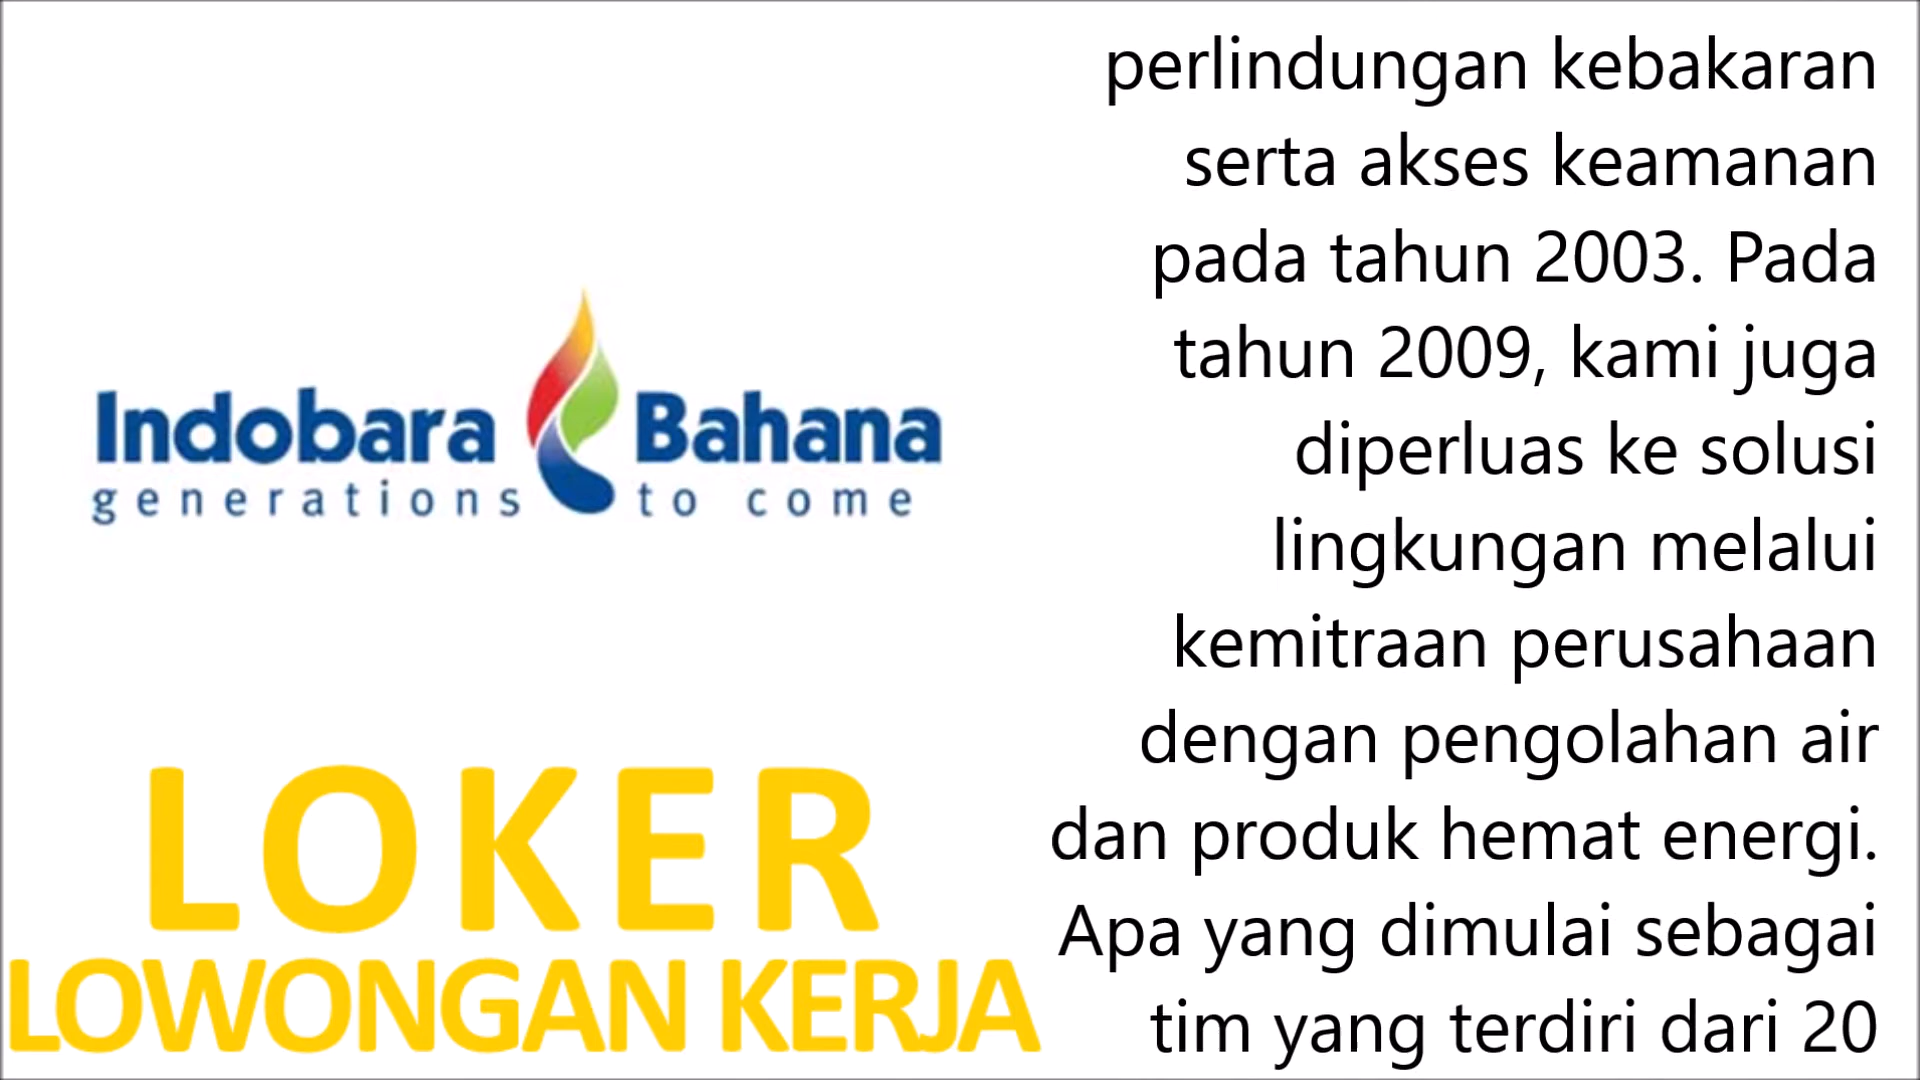 Indobara Bahana
generations to come
LOKER
LOWONGAN KERJA
perlindungan kebakaran
serta akses keamanan
pada tahun 2003. Pada
tahun 2009, kami juga
diperluas ke solusi
lingkungan melalui
kemitraan perusahaan
dengan pengolahan air
dan produk hemat energi.
Apa yang dimulai sebagai
tim yang terdiri dari 20